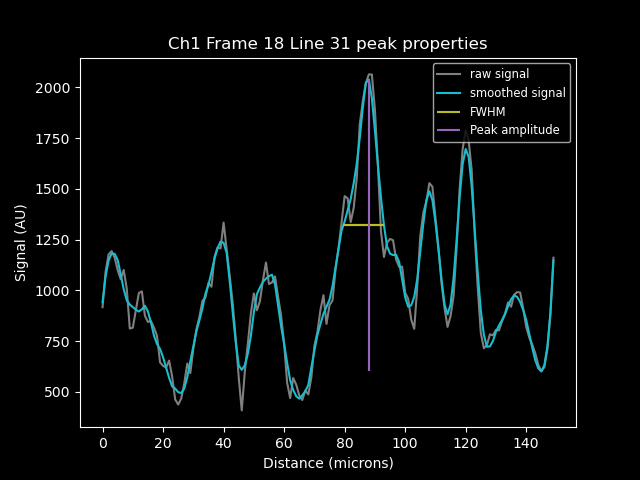 Ch1 Frame 18 Line 31 peak properties
raw signal
smoothed signal
FWHM
Peak amplitude
2000
1750
1500
1250
1000
750
500
Signal (AU)
0 20 40 60 80 100 120 140
Distance (microns)